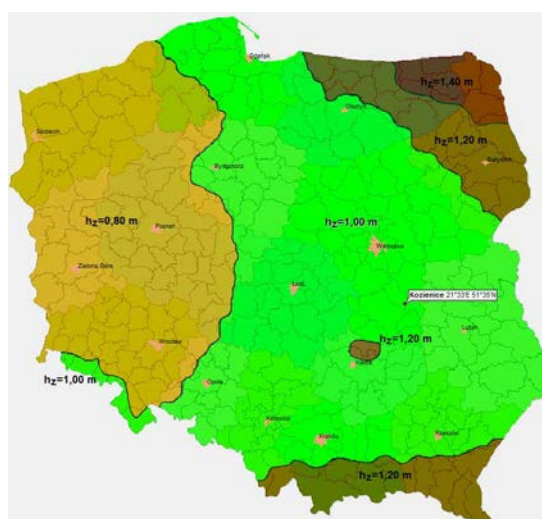 Gdańsk
hz=1,40 m
Olsztyn
hz=1,20 m
Szczecin
Białystok
Bydgoszcz
hz=0,80 m
Poznań
hz=1,00 m
Warszawa
Zielona Góra
Łódź
Kozienice 21°33'E 51°35'N
Lublin
hz=1,20 m
Wrocław
Kielce
hz=1,00 m
Opole
Katowice
Kraków
Rzeszów
hz=1,20 m